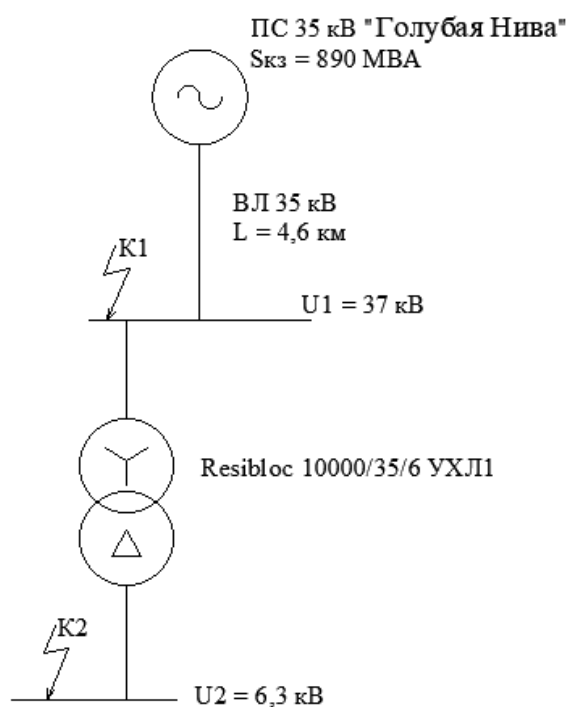 ПС 35 кВ "Голубая Нива"
Sкз = 890 МВА
ВЛ 35 кВ
L = 4,6 км
К1
U1 = 37 кВ
Resibloc 10000/35/6 УХЛ1
К2
U2 = 6,3 кВ